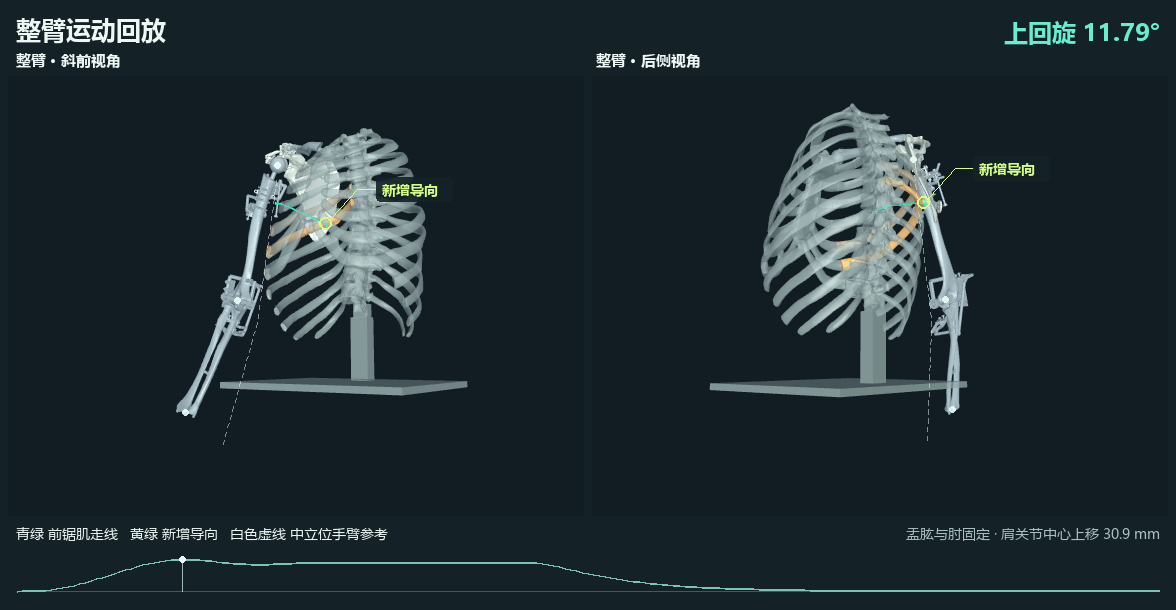 整臂运动回放
上回旋 11.79°
整臂 • 斜前视角
整臂 • 后侧视角
新增导向
新增导向
青绿 前锯肌走线 黄绿 新增导向 白色虚线 中立位手臂参考
盂肱与肘固定 · 肩关节中心上移 30.9 mm